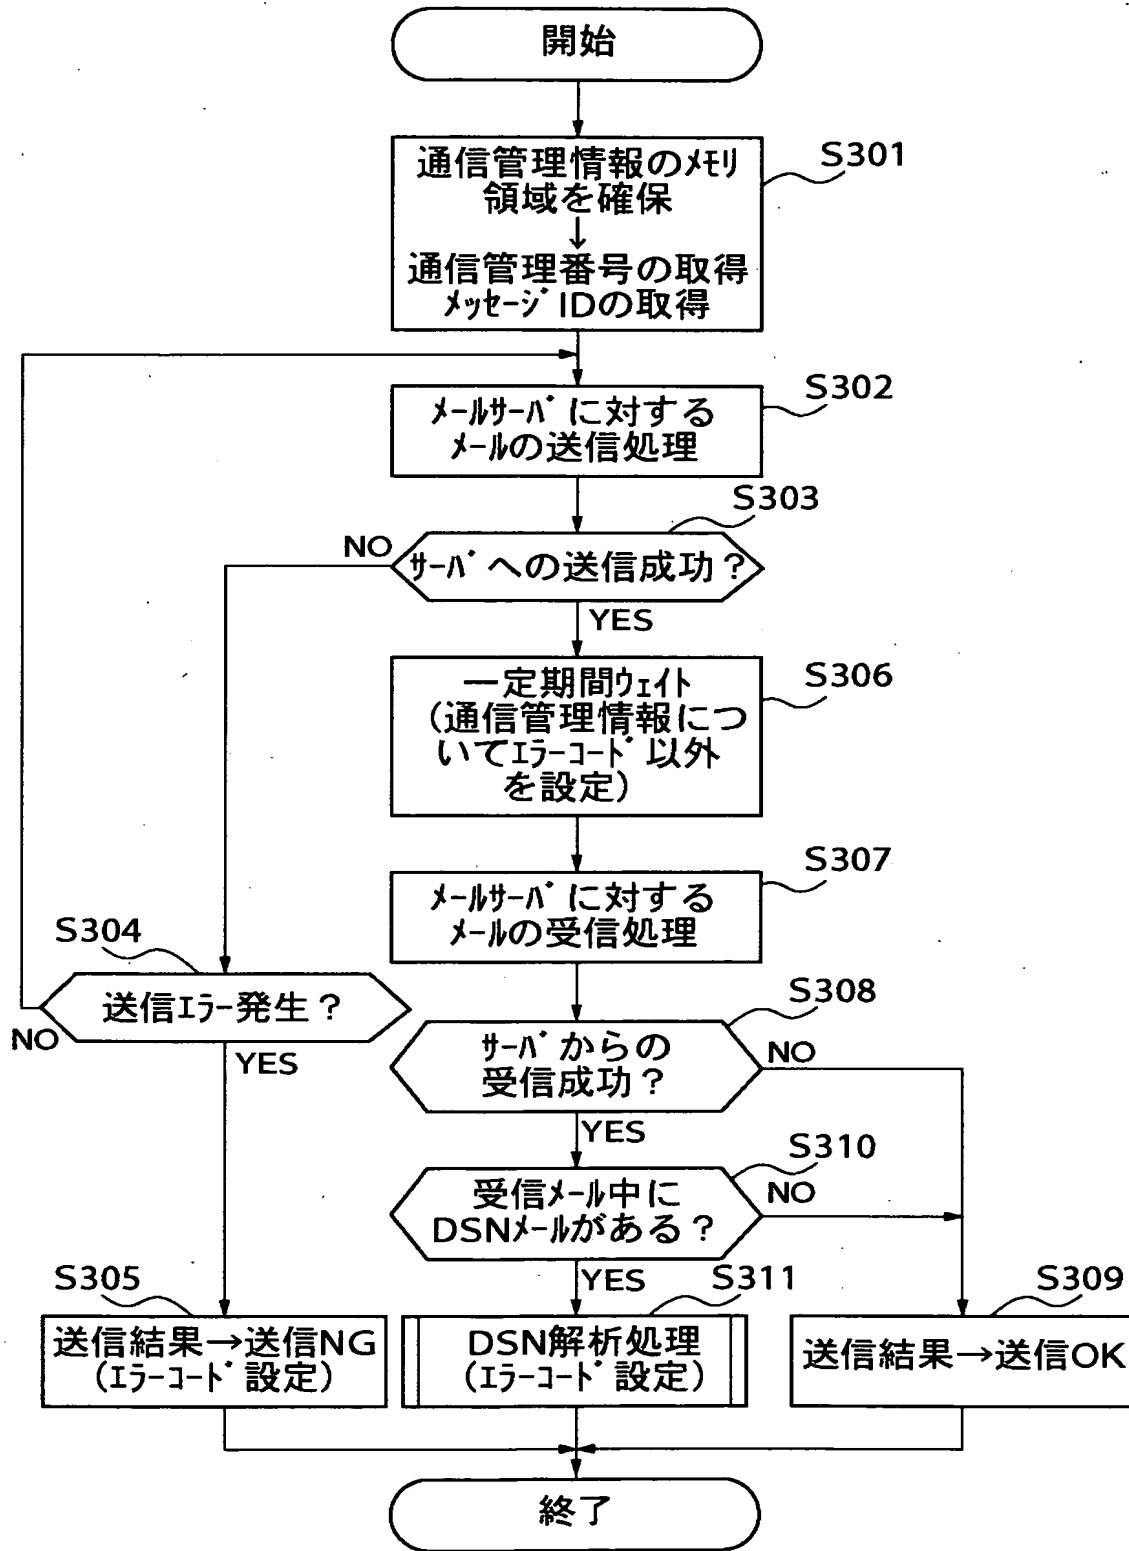 開始
S301
通信管理情報のﾒﾓﾘ
領域を確保
↓
通信管理番号の取得
ﾒｯｾｰｼﾞIDの取得
S302
ﾒｰﾙｻｰﾊﾞに対する
ﾒｰﾙの送信処理
S303
NO
ｻｰﾊﾞへの送信成功？
YES
S306
一定期間ｳｪｲﾄ
(通信管理情報につ
いてｴﾗｰｺｰﾄﾞ以外
を設定)
S307
ﾒｰﾙｻｰﾊﾞに対する
ﾒｰﾙの受信処理
S304
送信ｴﾗｰ発生？
NO
YES
S308
ｻｰﾊﾞからの
受信成功？
NO
YES
S310
受信ﾒｰﾙ中に
DSNﾒｰﾙがある？
NO
YES
S305
送信結果→送信NG
(ｴﾗｰｺｰﾄﾞ設定)
S311
DSN解析処理
(ｴﾗｰｺｰﾄﾞ設定)
S309
送信結果→送信OK
終了